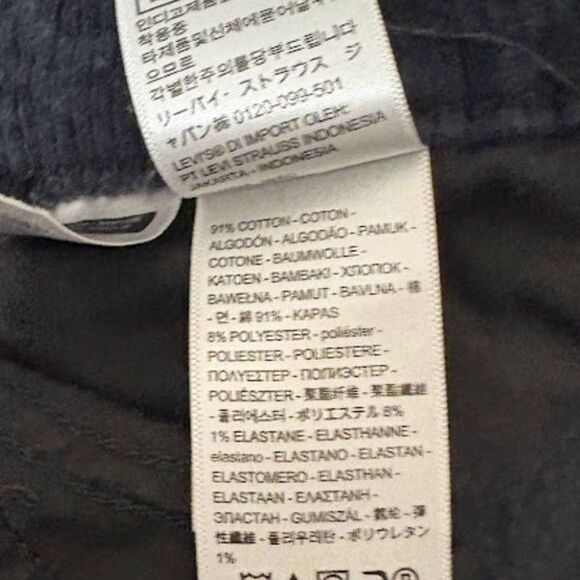 인디고제품은
착용중
타제품및신체에묻어날수
으므로
각별한주의를당부드립니다
リーバイ・ストラウス ジ
ャパン㈱ 0120-099-501
LEVI'S® DI IMPORT OLEH:
PT LEVI STRAUSS INDONESIA
JAKARTA - INDONESIA
91% COTTON - COTON -
ALGODÓN - ALGODÃO - PAMUK -
COTONE - BAUMWOLLE -
KATOEN - BAMBAKI - ХЛОПОК -
BAWEŁNA - PAMUT - BAVLNA - 棉
- 면 - 綿 91% - KAPAS
8% POLYESTER - poliéster -
POLIESTER - POLIESTERE -
ΠΟΛΥΕΣΤΕΡ - ПОЛИЭСТЕР -
POLIÉSZTER - 聚酯纤维 - 聚酯纖維
- 폴리에스터 - ポリエステル 8%
1% ELASTANE - ELASTHANNE -
elastano - ELASTANO - ELASTAN -
ELASTOMERO - ELASTHAN -
ELASTAAN - ΕΛΑΣΤΑΝΗ -
ЭЛАСТАН - GUMISZÁL - 氨纶 - 彈
性纖維 - 폴리우레탄 - ポリウレタン
1%